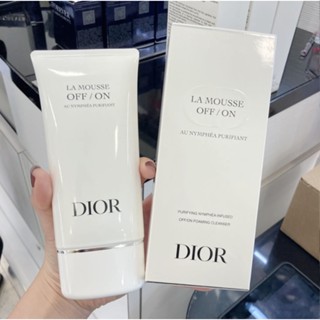 LA MOUSSE
OFF / ON
AU NYMPHÉA PURIFIANT
DIOR
LA MOUSSE
OFF / ON
AU NYMPHÉA PURIFIANT
PURIFYING NYMPHÉA-INFUSED
OFF/ON FOAMING CLEANSER
DIOR